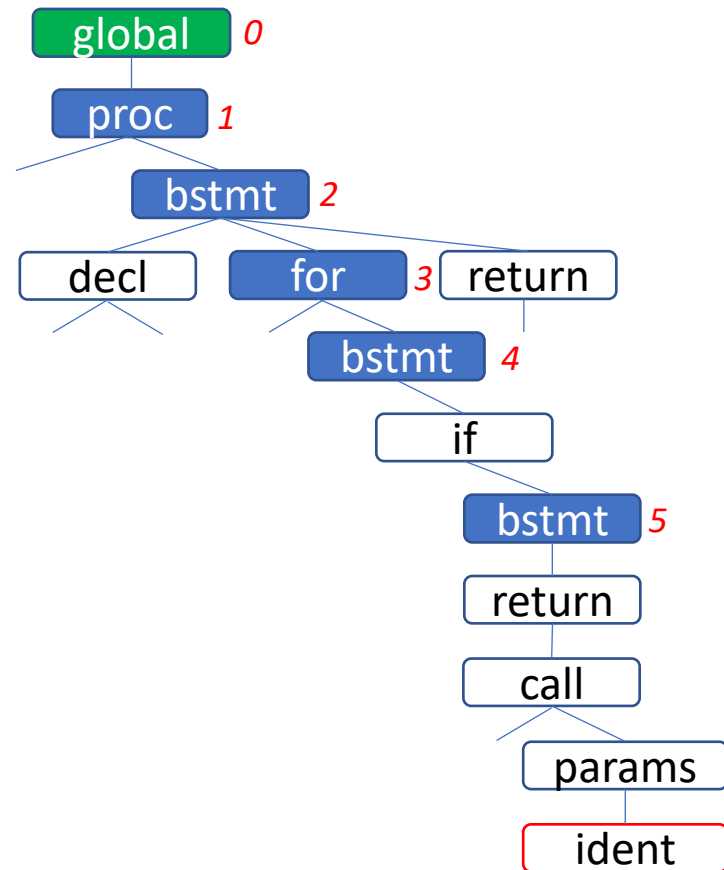 global 0
proc 1
bstmt 2
decl for 3 return
bstmt 4
if
bstmt 5
return
call
params
ident